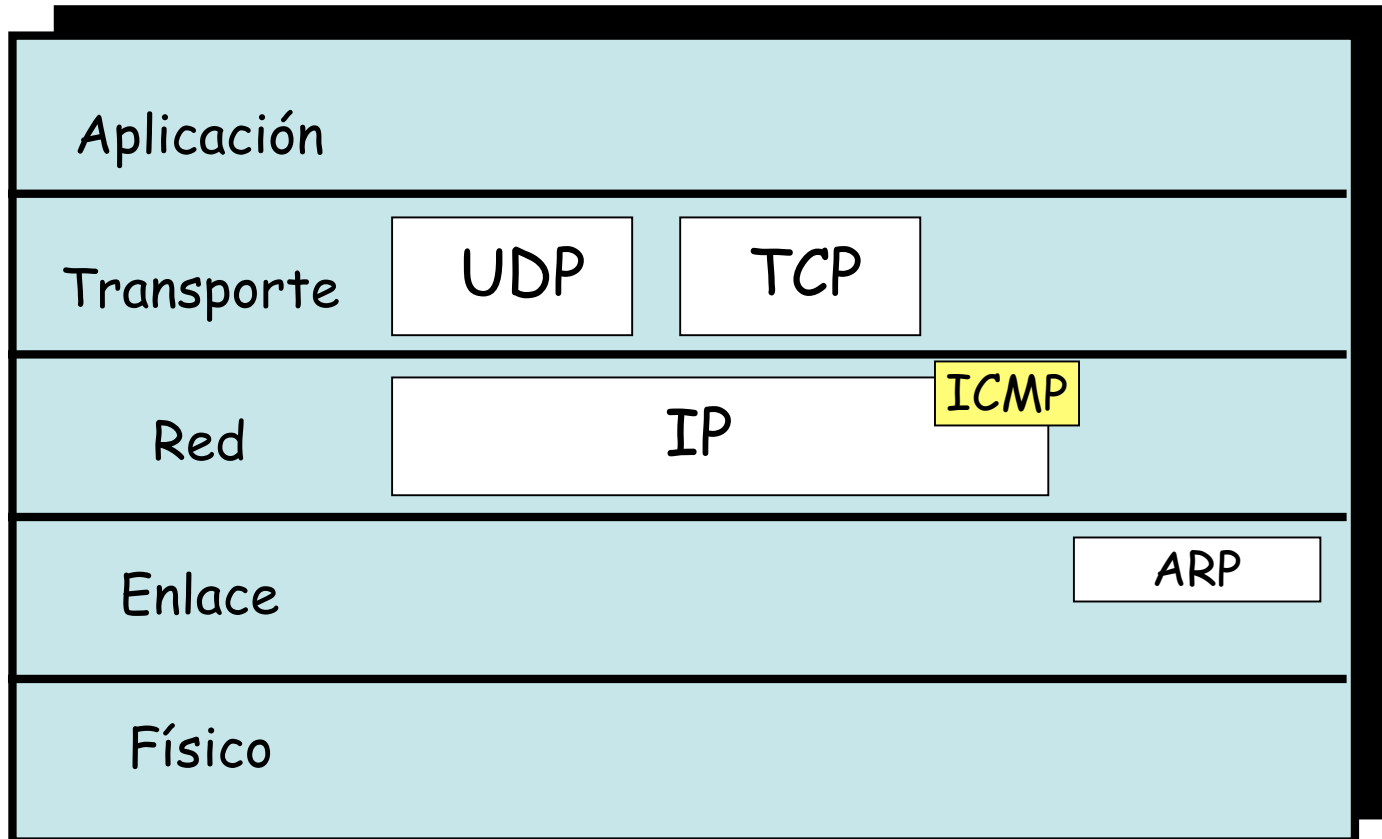 Aplicación
Transporte
UDP
TCP
Red
IP
ICMP
Enlace
ARP
Físico